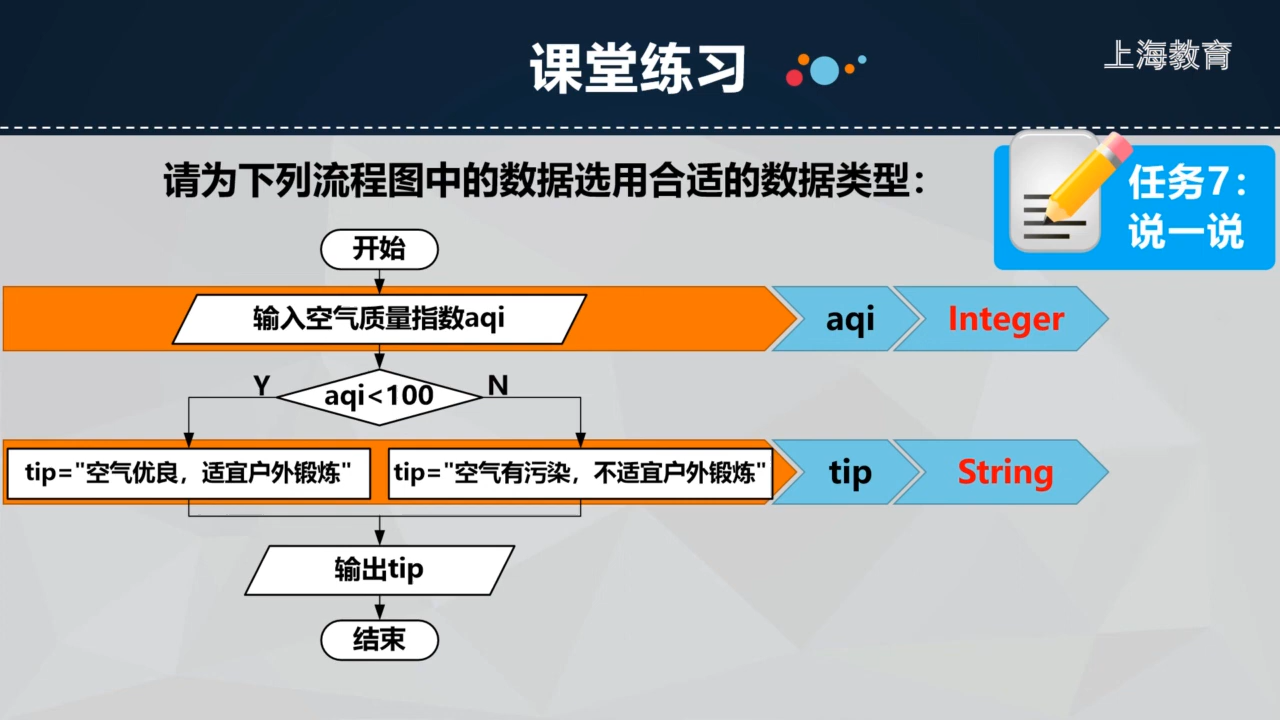 课堂练习
上海教育
请为下列流程图中的数据选用合适的数据类型：
任务7：
说一说
开始
输入空气质量指数aqi
aqi
Integer
Y
aqi<100
N
tip="空气优良，适宜户外锻炼"
tip="空气有污染，不适宜户外锻炼"
tip
String
输出tip
结束